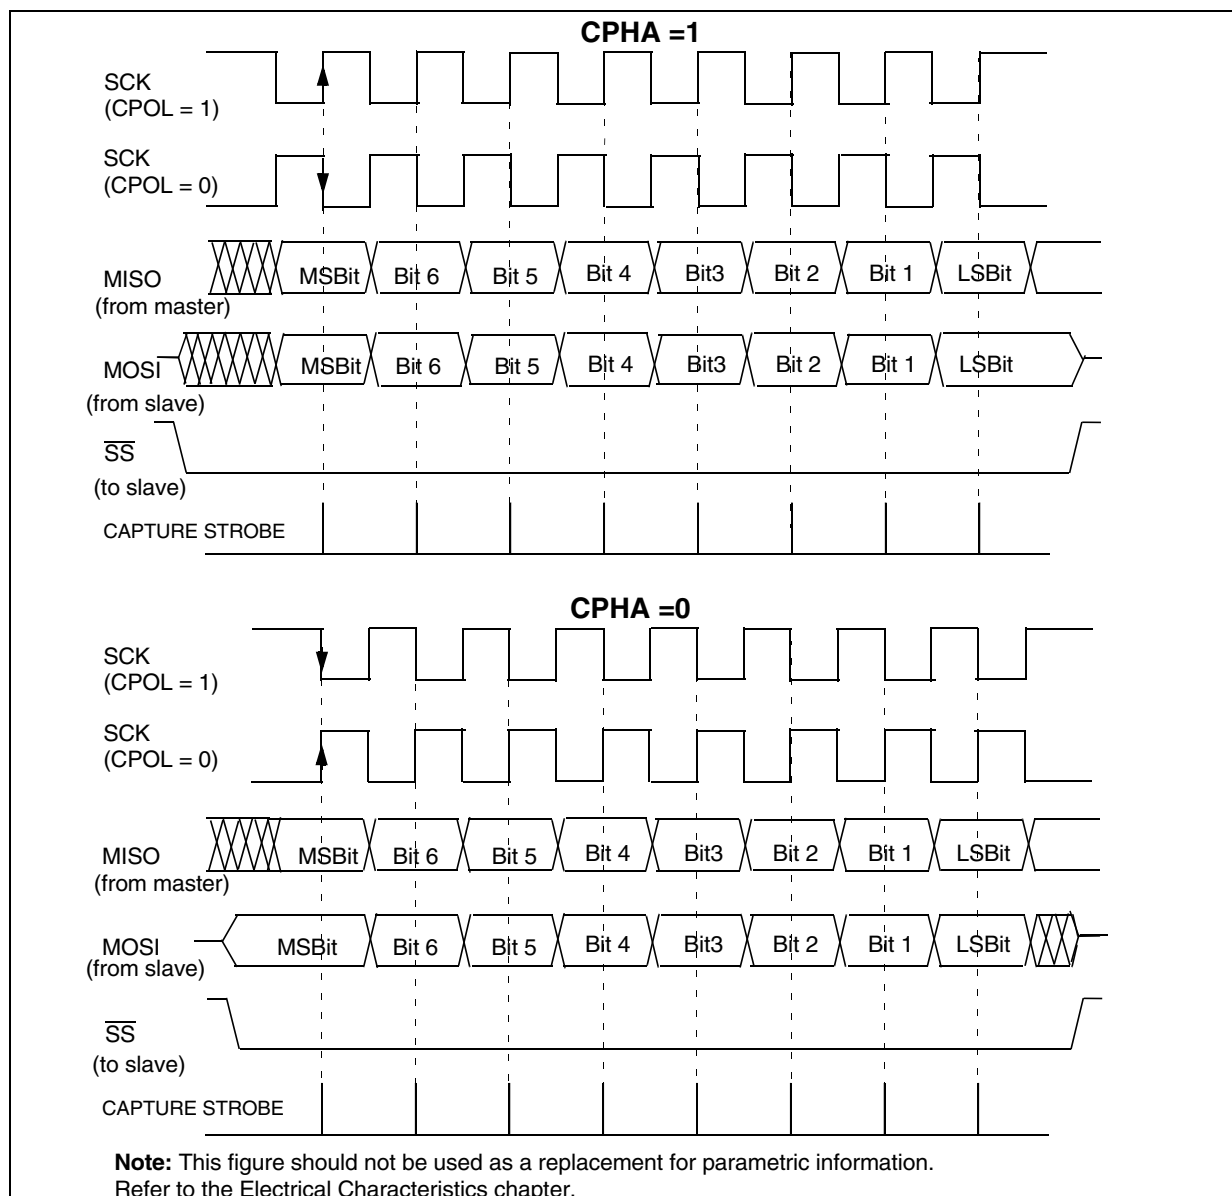 CPHA =1
SCK
(CPOL = 1)
SCK
(CPOL = 0)
MISO
(from master)
MSBit Bit 6 Bit 5 Bit 4 Bit3 Bit 2 Bit 1 LSBit
MOSI
(from slave)
MSBit Bit 6 Bit 5 Bit 4 Bit3 Bit 2 Bit 1 LSBit
SS
(to slave)
CAPTURE STROBE
CPHA =0
SCK
(CPOL = 1)
SCK
(CPOL = 0)
MISO
(from master)
MSBit Bit 6 Bit 5 Bit 4 Bit3 Bit 2 Bit 1 LSBit
MOSI
(from slave)
MSBit Bit 6 Bit 5 Bit 4 Bit3 Bit 2 Bit 1 LSBit
SS
(to slave)
CAPTURE STROBE
Note: This figure should not be used as a replacement for parametric information.
Refer to the Electrical Characteristics chapter.